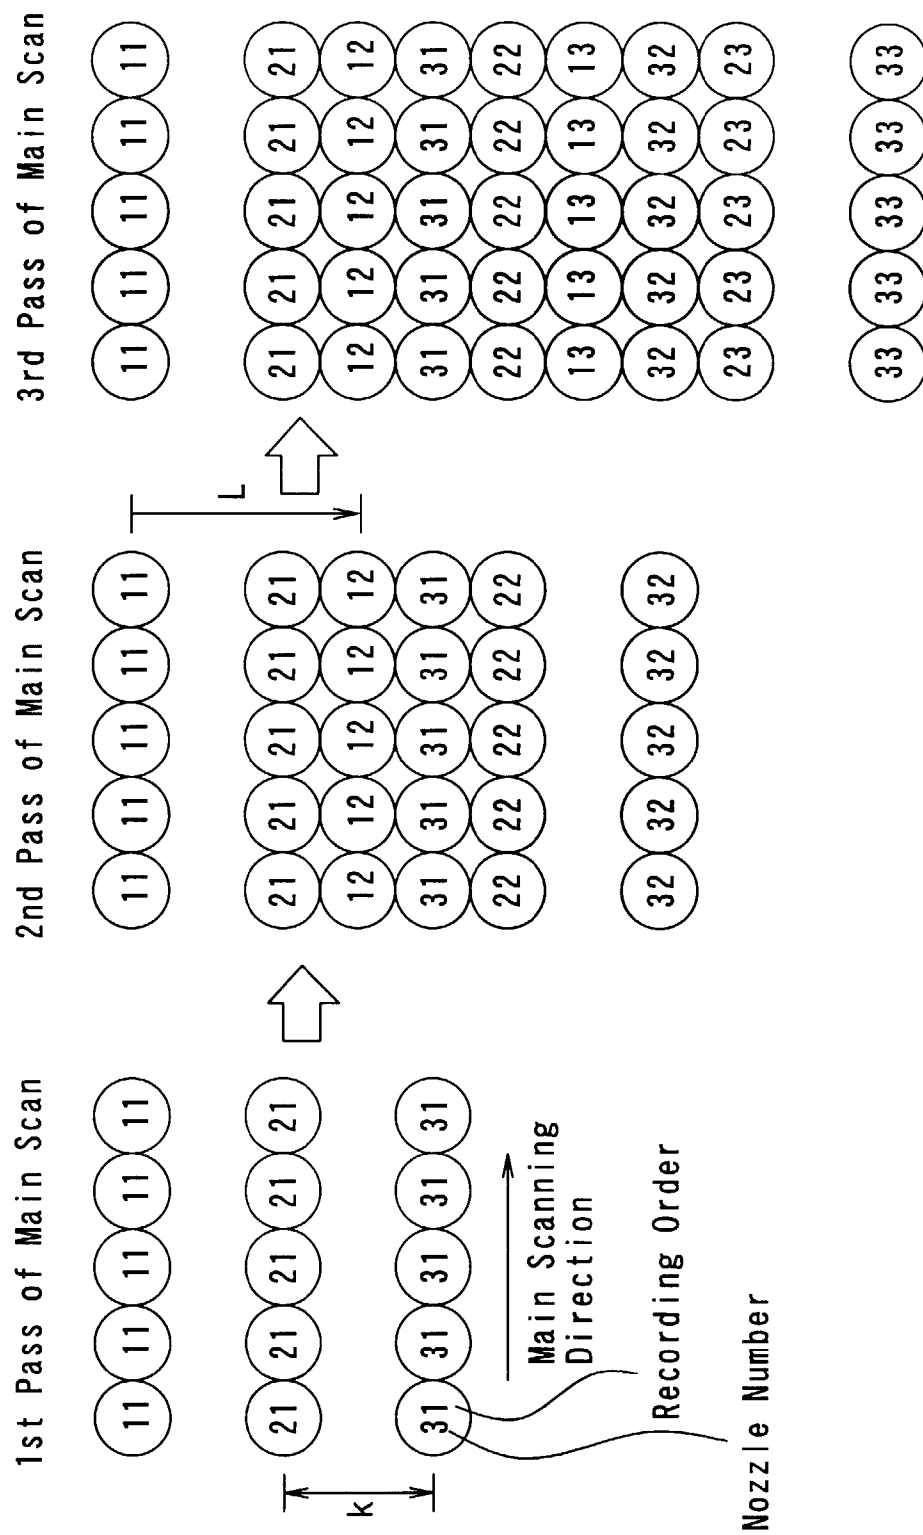 1st Pass of Main Scan
11 11 11 11 11
21 21 21 21 21
k
31 31 31 31 31
Main Scanning
Direction
Recording Order
Nozzle Number
2nd Pass of Main Scan
11 11 11 11 11
L
21 21 21 21 21
12 12 12 12 12
31 31 31 31 31
22 22 22 22 22
32 32 32 32 32
3rd Pass of Main Scan
11 11 11 11 11
21 21 21 21 21
12 12 12 12 12
31 31 31 31 31
22 22 22 22 22
13 13 13 13 13
32 32 32 32 32
23 23 23 23 23
33 33 33 33 33